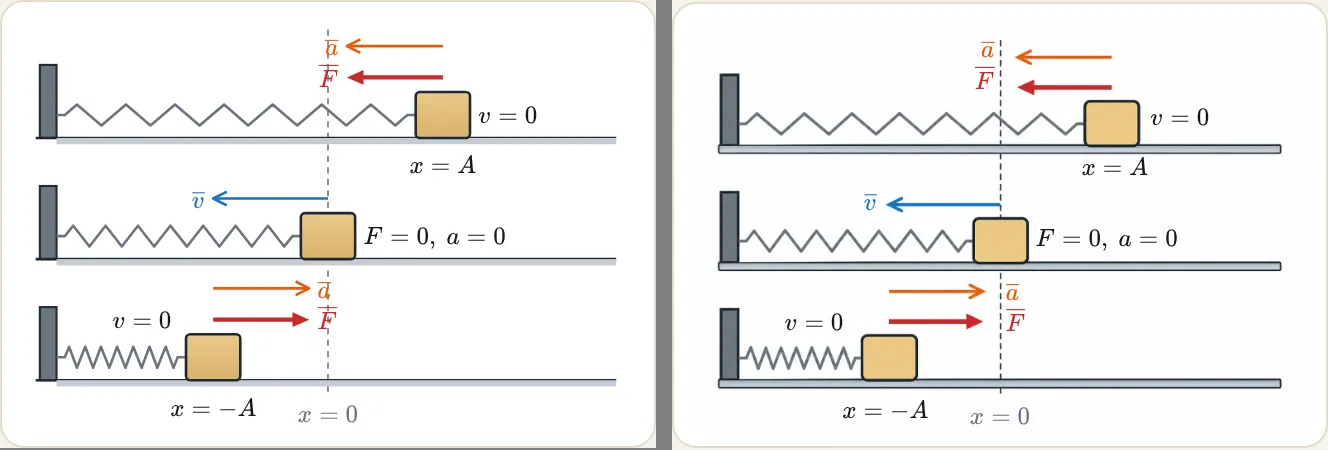 a̅
F̅
v = 0
x = A
v̅
F = 0, a = 0
a̅
v = 0
F̅
x = −A
x = 0
a̅
F̅
v = 0
x = A
v̅
F = 0, a = 0
a̅
v = 0
F̅
x = −A
x = 0